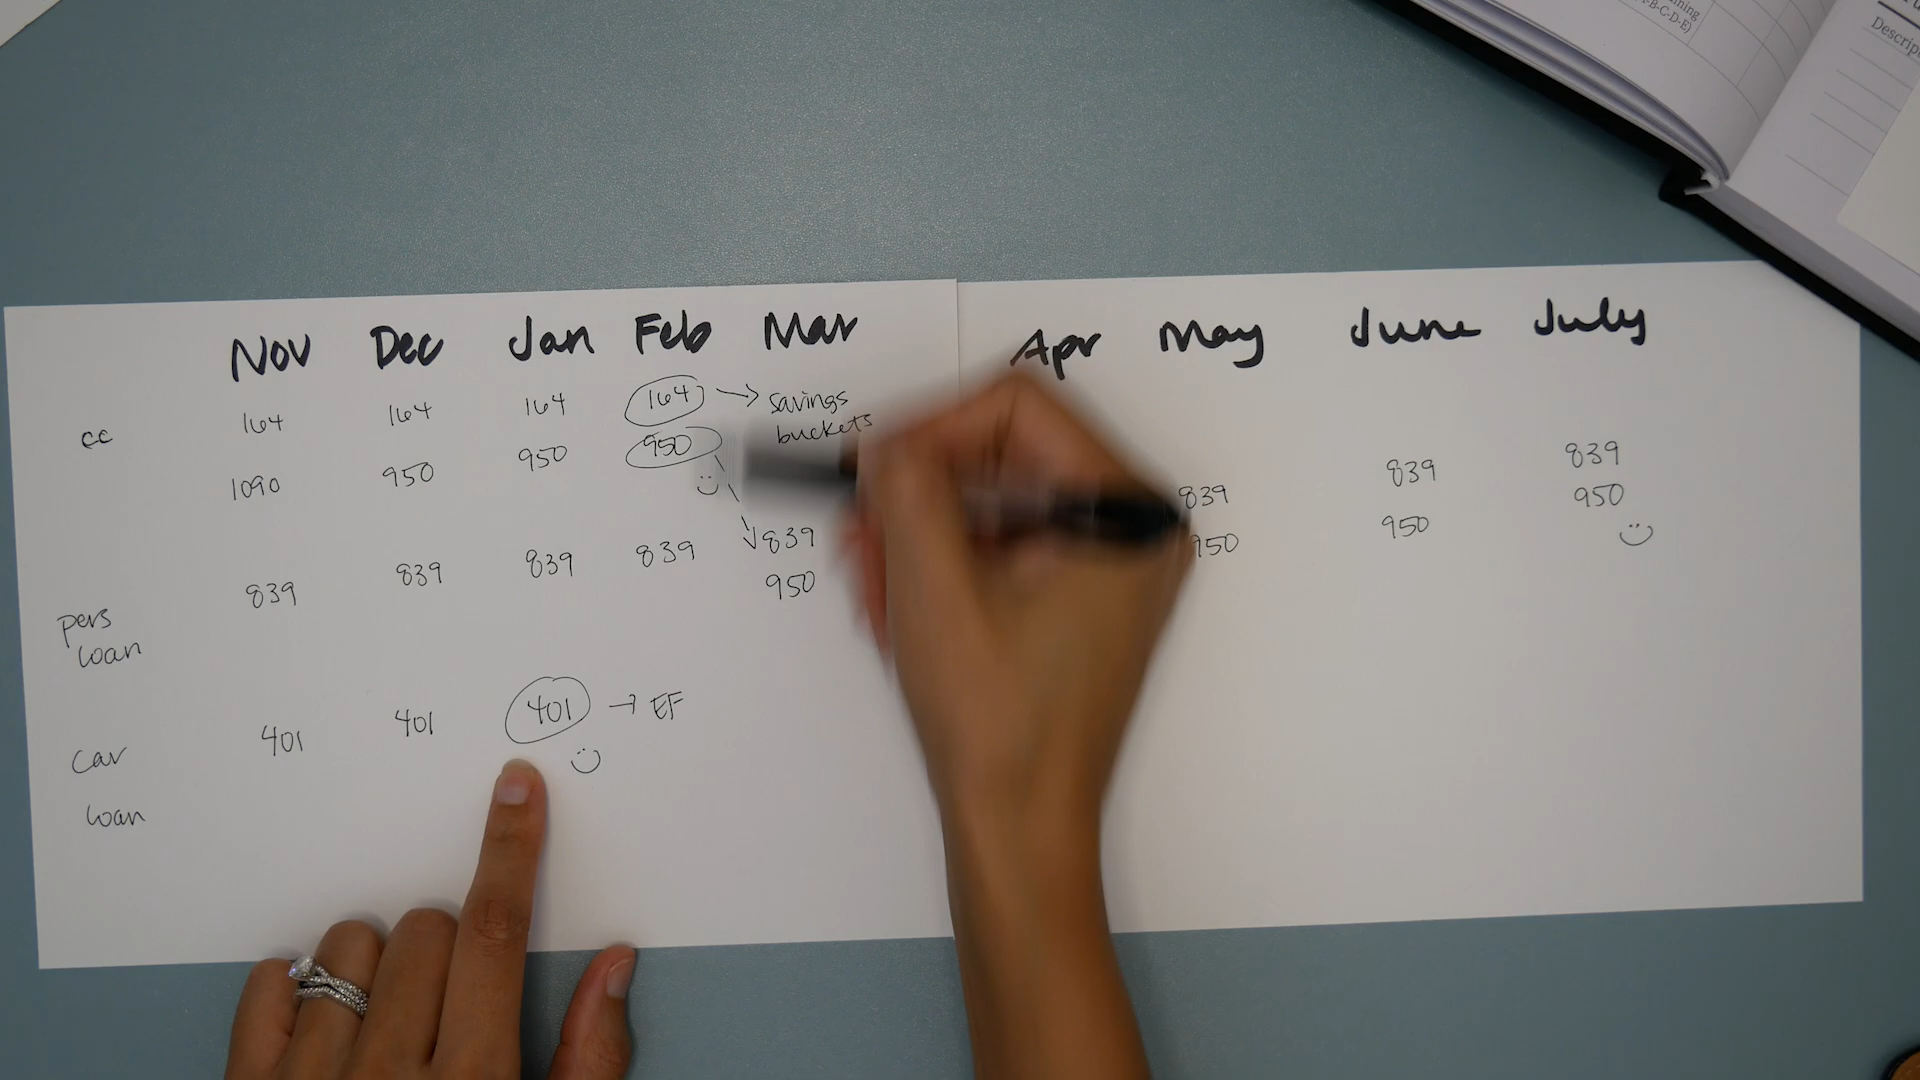 Nov Dec Jan Feb Mar Apr May June July
cc 164 164 164 164 → savings
buckets
1090 950 950 950
839 839 839
950 950 950
pers
loan
839 839 839 839 839
950
car
loan
401 401 401 → EF
Descrip
B-C-D-E)